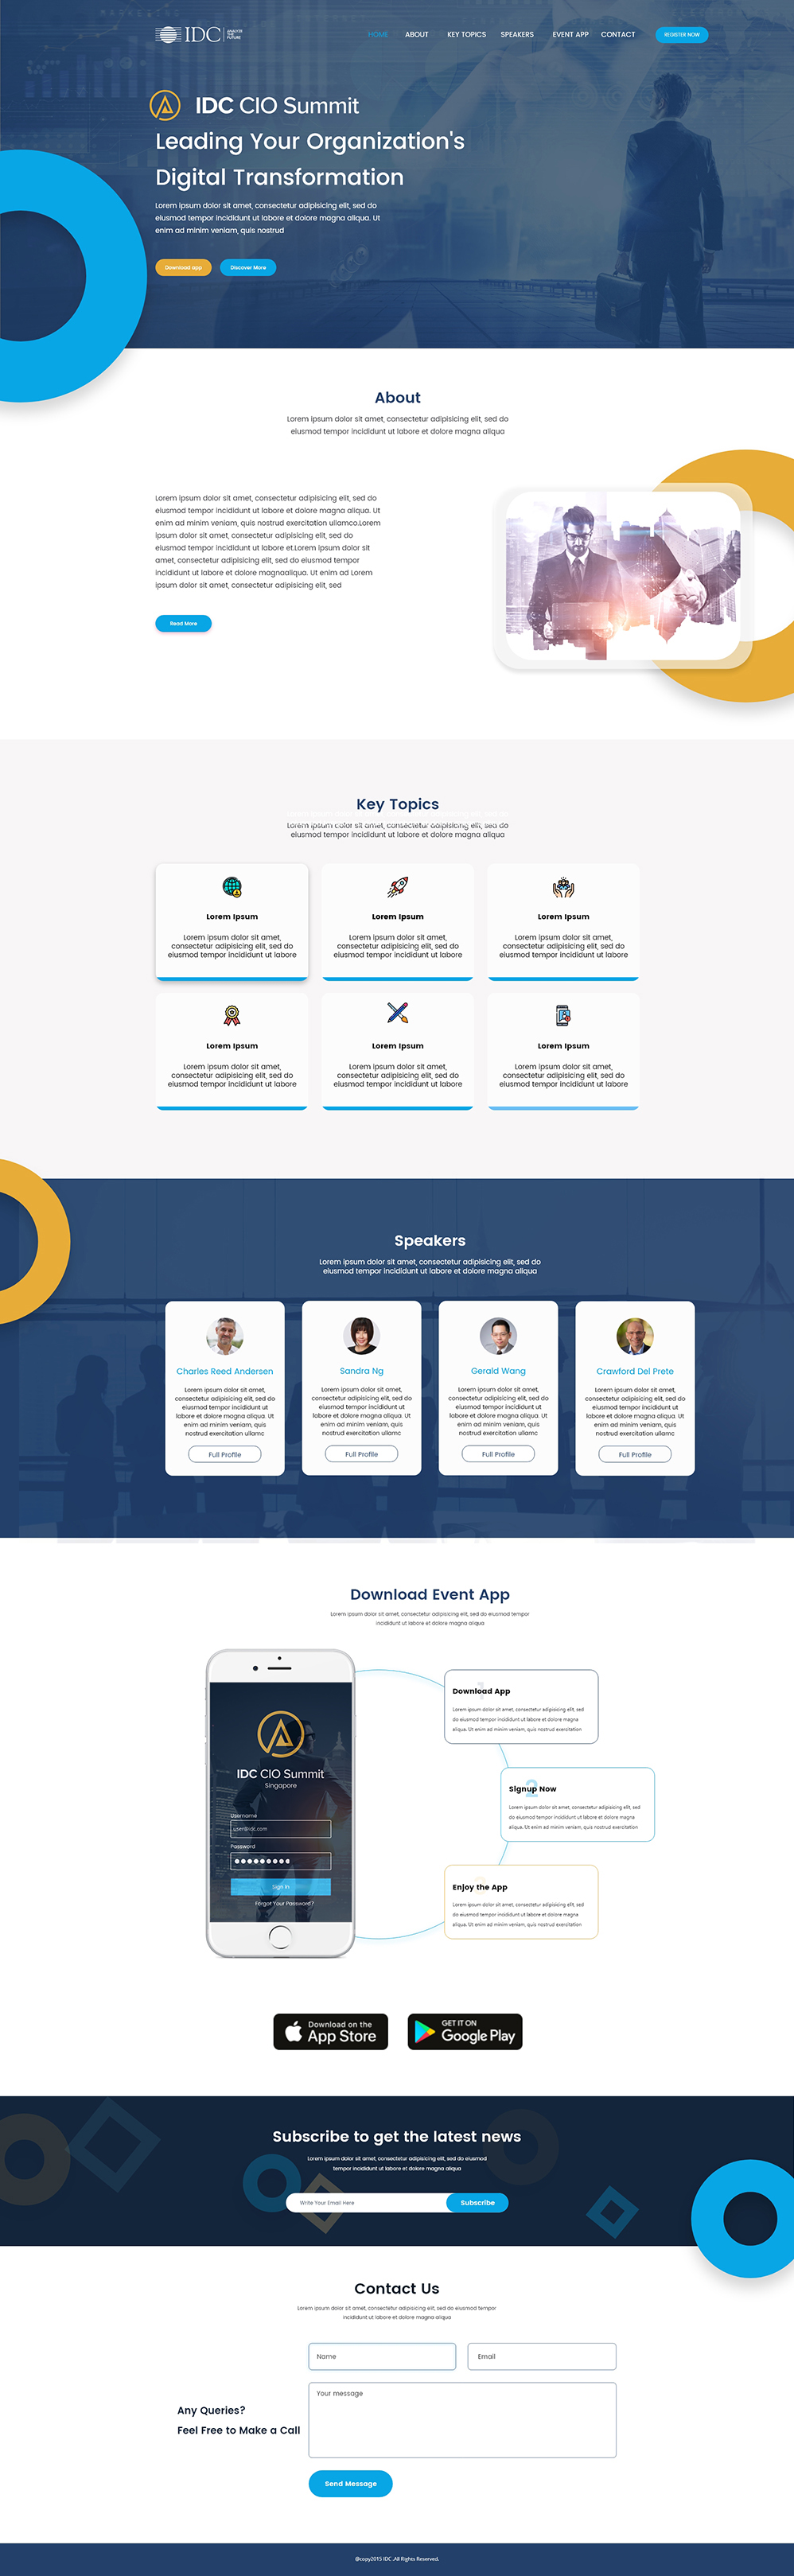 IDC
ANALYZE
THE
FUTURE
HOME
ABOUT
KEY TOPICS
SPEAKERS
EVENT APP
CONTACT
REGISTER NOW
IDC CIO Summit
Leading Your Organization's
Digital Transformation
Lorem ipsum dolor sit amet, consectetur adipisicing elit, sed do
eiusmod tempor incididunt ut labore et dolore magna aliqua. Ut
enim ad minim veniam, quis nostrud
Download app
Discover More
About
Lorem ipsum dolor sit amet, consectetur adipisicing elit, sed do
eiusmod tempor incididunt ut labore et dolore magna aliqua
Lorem ipsum dolor sit amet, consectetur adipisicing elit, sed do
eiusmod tempor incididunt ut labore et dolore magna aliqua. Ut
enim ad minim veniam, quis nostrud exercitation ullamco.Lorem
ipsum dolor sit amet, consectetur adipisicing elit, sed do
eiusmod tempor incididunt ut labore et.Lorem ipsum dolor sit
amet, consectetur adipisicing elit, sed do eiusmod tempor
incididunt ut labore et dolore magnaaliqua. Ut enim ad Lorem
ipsum dolor sit amet, consectetur adipisicing elit, sed
Read More
Key Topics
Lorem ipsum dolor sit amet, consectetur adipisicing elit, sed do
eiusmod tempor incididunt ut labore et dolore magna aliqua
Lorem Ipsum
Lorem ipsum dolor sit amet,
consectetur adipisicing elit, sed do
eiusmod tempor incididunt ut labore
Lorem Ipsum
Lorem ipsum dolor sit amet,
consectetur adipisicing elit, sed do
eiusmod tempor incididunt ut labore
Lorem Ipsum
Lorem ipsum dolor sit amet,
consectetur adipisicing elit, sed do
eiusmod tempor incididunt ut labore
Lorem Ipsum
Lorem ipsum dolor sit amet,
consectetur adipisicing elit, sed do
eiusmod tempor incididunt ut labore
Lorem Ipsum
Lorem ipsum dolor sit amet,
consectetur adipisicing elit, sed do
eiusmod tempor incididunt ut labore
Lorem Ipsum
Lorem ipsum dolor sit amet,
consectetur adipisicing elit, sed do
eiusmod tempor incididunt ut labore
Speakers
Lorem ipsum dolor sit amet, consectetur adipisicing elit, sed do
eiusmod tempor incididunt ut labore et dolore magna aliqua
Charles Reed Andersen
Lorem ipsum dolor sit amet,
consectetur adipisicing elit, sed do
eiusmod tempor incididunt ut
labore et dolore magna aliqua. Ut
enim ad minim veniam, quis
nostrud exercitation ullamc
Full Profile
Sandra Ng
Lorem ipsum dolor sit amet,
consectetur adipisicing elit, sed do
eiusmod tempor incididunt ut
labore et dolore magna aliqua. Ut
enim ad minim veniam, quis
nostrud exercitation ullamc
Full Profile
Gerald Wang
Lorem ipsum dolor sit amet,
consectetur adipisicing elit, sed do
eiusmod tempor incididunt ut
labore et dolore magna aliqua. Ut
enim ad minim veniam, quis
nostrud exercitation ullamc
Full Profile
Crawford Del Prete
Lorem ipsum dolor sit amet,
consectetur adipisicing elit, sed do
eiusmod tempor incididunt ut
labore et dolore magna aliqua. Ut
enim ad minim veniam, quis
nostrud exercitation ullamc
Full Profile
Download Event App
Lorem ipsum dolor sit amet, consectetur adipisicing elit, sed do eiusmod tempor
incididunt ut labore et dolore magna aliqua
IDC CIO Summit
Singapore
Username
user@idc.com
Password
Sign in
Forgot Your Password?
1
Download App
Lorem ipsum dolor sit amet, consectetur adipisicing elit, sed
do eiusmod tempor incididunt ut labore et dolore magna
aliqua. Ut enim ad minim veniam, quis nostrud exercitation
2
Signup Now
Lorem ipsum dolor sit amet, consectetur adipisicing elit, sed
do eiusmod tempor incididunt ut labore et dolore magna
aliqua. Ut enim ad minim veniam, quis nostrud exercitation
Enjoy the App
Lorem ipsum dolor sit amet, consectetur adipisicing elit, sed
do eiusmod tempor incididunt ut labore et dolore magna
aliqua. Ut enim ad minim veniam, quis nostrud exercitation
Download on the
App Store
GET IT ON
Google Play
Subscribe to get the latest news
Lorem ipsum dolor sit amet, consectetur adipisicing elit, sed do eiusmod
tempor incididunt ut labore et dolore magna aliqua
Write Your Email Here
Subscribe
Contact Us
Lorem ipsum dolor sit amet, consectetur adipisicing elit, sed do eiusmod tempor
incididunt ut labore et dolore magna aliqua
Any Queries?
Feel Free to Make a Call
Name
Email
Your message
Send Message
@copy2015 IDC .All Rights Reserved.